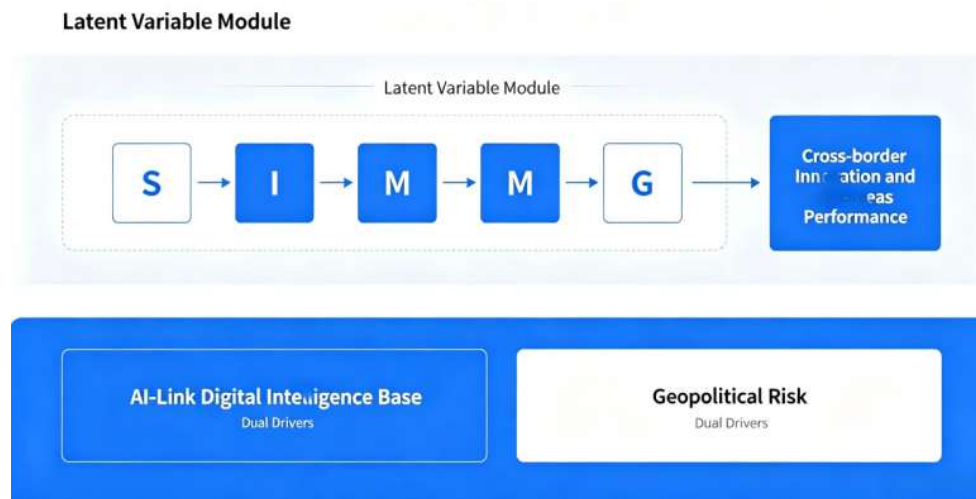 Latent Variable Module
Latent Variable Module
S
I
M
M
G
Cross-border
and
Performance
AI-Link Digital Intelligence Base
Dual Drivers
Geopolitical Risk
Dual Drivers